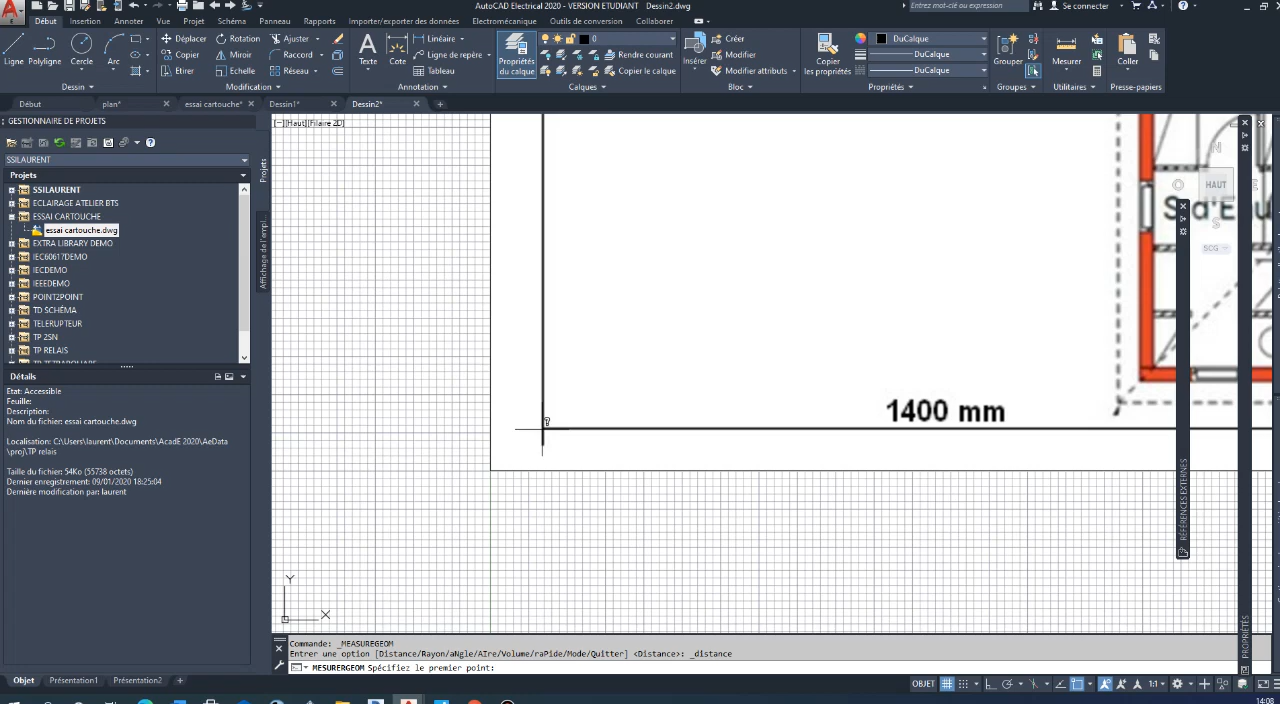 AutoCAD Electrical 2020 - VERSION ETUDIANT Dessin2.dwg
Entrez mot-clé ou expression
Se connecter
Début Insertion Annoter Vue Projet Schéma Panneau Rapports Importer/exporter des données Electromécanique Outils de conversion Collaborer
Ligne Polyligne Cercle Arc
Déplacer Rotation Ajuster
Copier Miroir Raccord
Etirer Echelle Réseau
Texte Cote
Linéaire
Ligne de repère
Tableau
Propriétés du calque
0
Rendre courant
Copier le calque
Insérer
Créer
Modifier
Modifier attributs
Copier les propriétés
DuCalque
DuCalque
DuCalque
Grouper
Mesurer
Coller
Dessin Modification Annotation Calques Bloc Propriétés Groupes Utilitaires Presse-papiers
Début plan* essai cartouche* Dessin1* Dessin2*
GESTIONNAIRE DE PROJETS
SSILAURENT
Projets
SSILAURENT
ECLAIRAGE ATELIER BTS
ESSAI CARTOUCHE
essai cartouche.dwg
EXTRA LIBRARY DEMO
IEC60617DEMO
IECDEMO
IEEEDEMO
POINT2POINT
TD SCHÉMA
TELERUPTEUR
TP 2SN
TP RELAIS
Détails
Etat: Accessible
Feuille:
Description:
Nom du fichier: essai cartouche.dwg
Localisation: C:\Users\laurent\Documents\AcadE 2020\AeData
\proj\TP relais
Taille du fichier: 54Ko (55738 octets)
Dernier enregistrement: 09/01/2020 18:25:04
Dernière modification par: laurent
Projets
Affichage de l'empl...
[−][Haut][Filaire 2D]
N
HAUT
S
SCG
1400 mm
RÉFÉRENCES EXTERNES
PROPRIÉTÉS
Y
X
Commande: _MEASUREGEOM
Entrer une option [Distance/Rayon/aNgle/AIre/Volume/raPide/Mode/Quitter] <Distance>: _distance
MESURERGEOM Spécifiez le premier point:
Objet Présentation1 Présentation2 +
OBJET
1:1
14:08